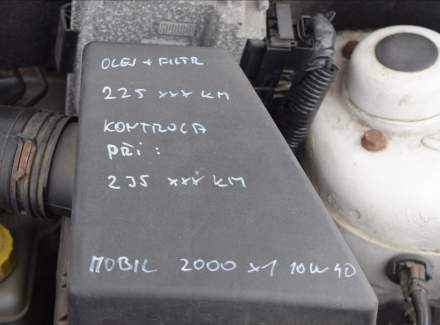 OLEJ + FILTR
225 xxx KM
KONTROLA
PŘI :
235 xxx KM
MOBIL 2000 x1 10W40